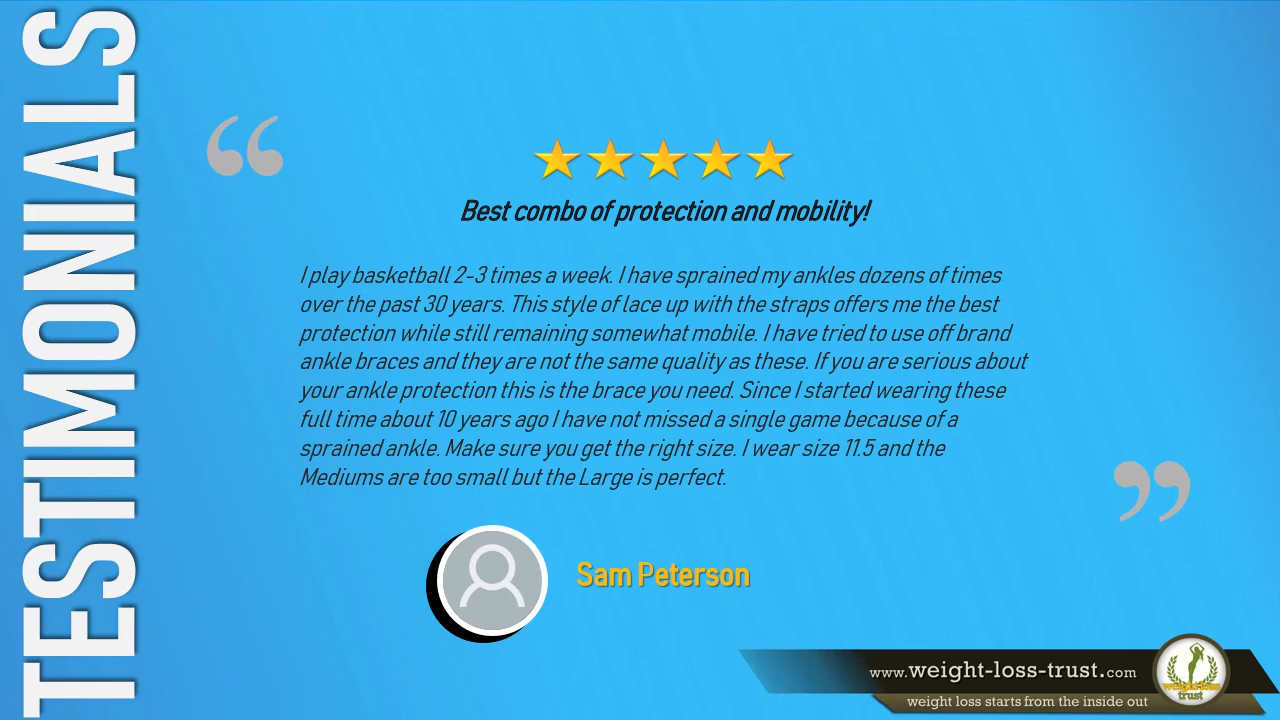 TESTIMONIALS
“
Best combo of protection and mobility!
I play basketball 2-3 times a week. I have sprained my ankles dozens of times
over the past 30 years. This style of lace up with the straps offers me the best
protection while still remaining somewhat mobile. I have tried to use off brand
ankle braces and they are not the same quality as these. If you are serious about
your ankle protection this is the brace you need. Since I started wearing these
full time about 10 years ago I have not missed a single game because of a
sprained ankle. Make sure you get the right size. I wear size 11.5 and the
Mediums are too small but the Large is perfect.
”
Sam Peterson
www.weight-loss-trust.com
weight loss starts from the inside out
weight loss
trust